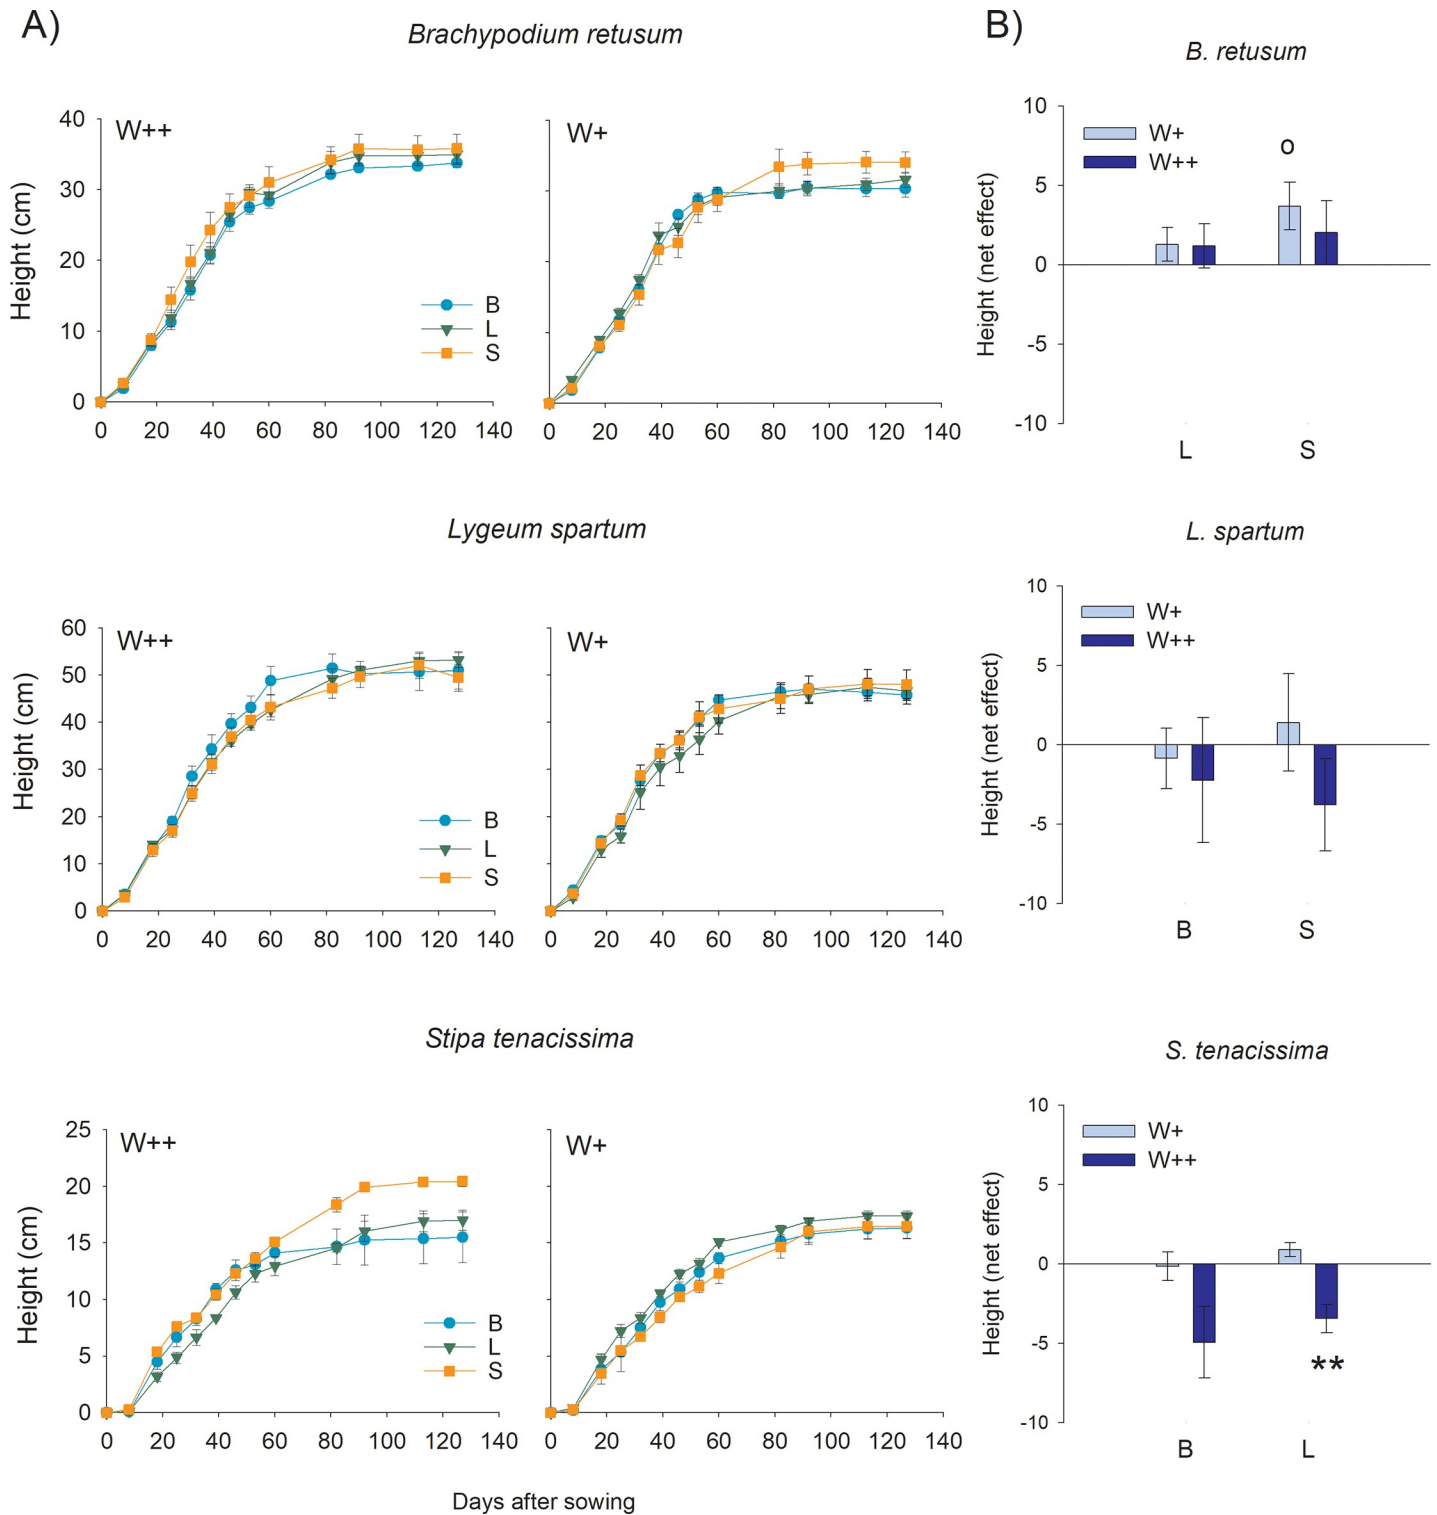 A)
Brachypodium retusum
B)
B. retusum
W++
W+
Height (cm)
40
30
20
10
0
B
L
S
0 20 40 60 80 100 120 140
0 20 40 60 80 100 120 140
Height (net effect)
10
5
0
-5
-10
W+
W++
o
L S
Lygeum spartum
L. spartum
W++
W+
Height (cm)
60
50
40
30
20
10
0
B
L
S
0 20 40 60 80 100 120 140
0 20 40 60 80 100 120 140
Height (net effect)
10
5
0
-5
-10
W+
W++
B S
Stipa tenacissima
S. tenacissima
W++
W+
Height (cm)
25
20
15
10
5
0
B
L
S
0 20 40 60 80 100 120 140
0 20 40 60 80 100 120 140
Height (net effect)
10
5
0
-5
-10
W+
W++
**
B L
Days after sowing